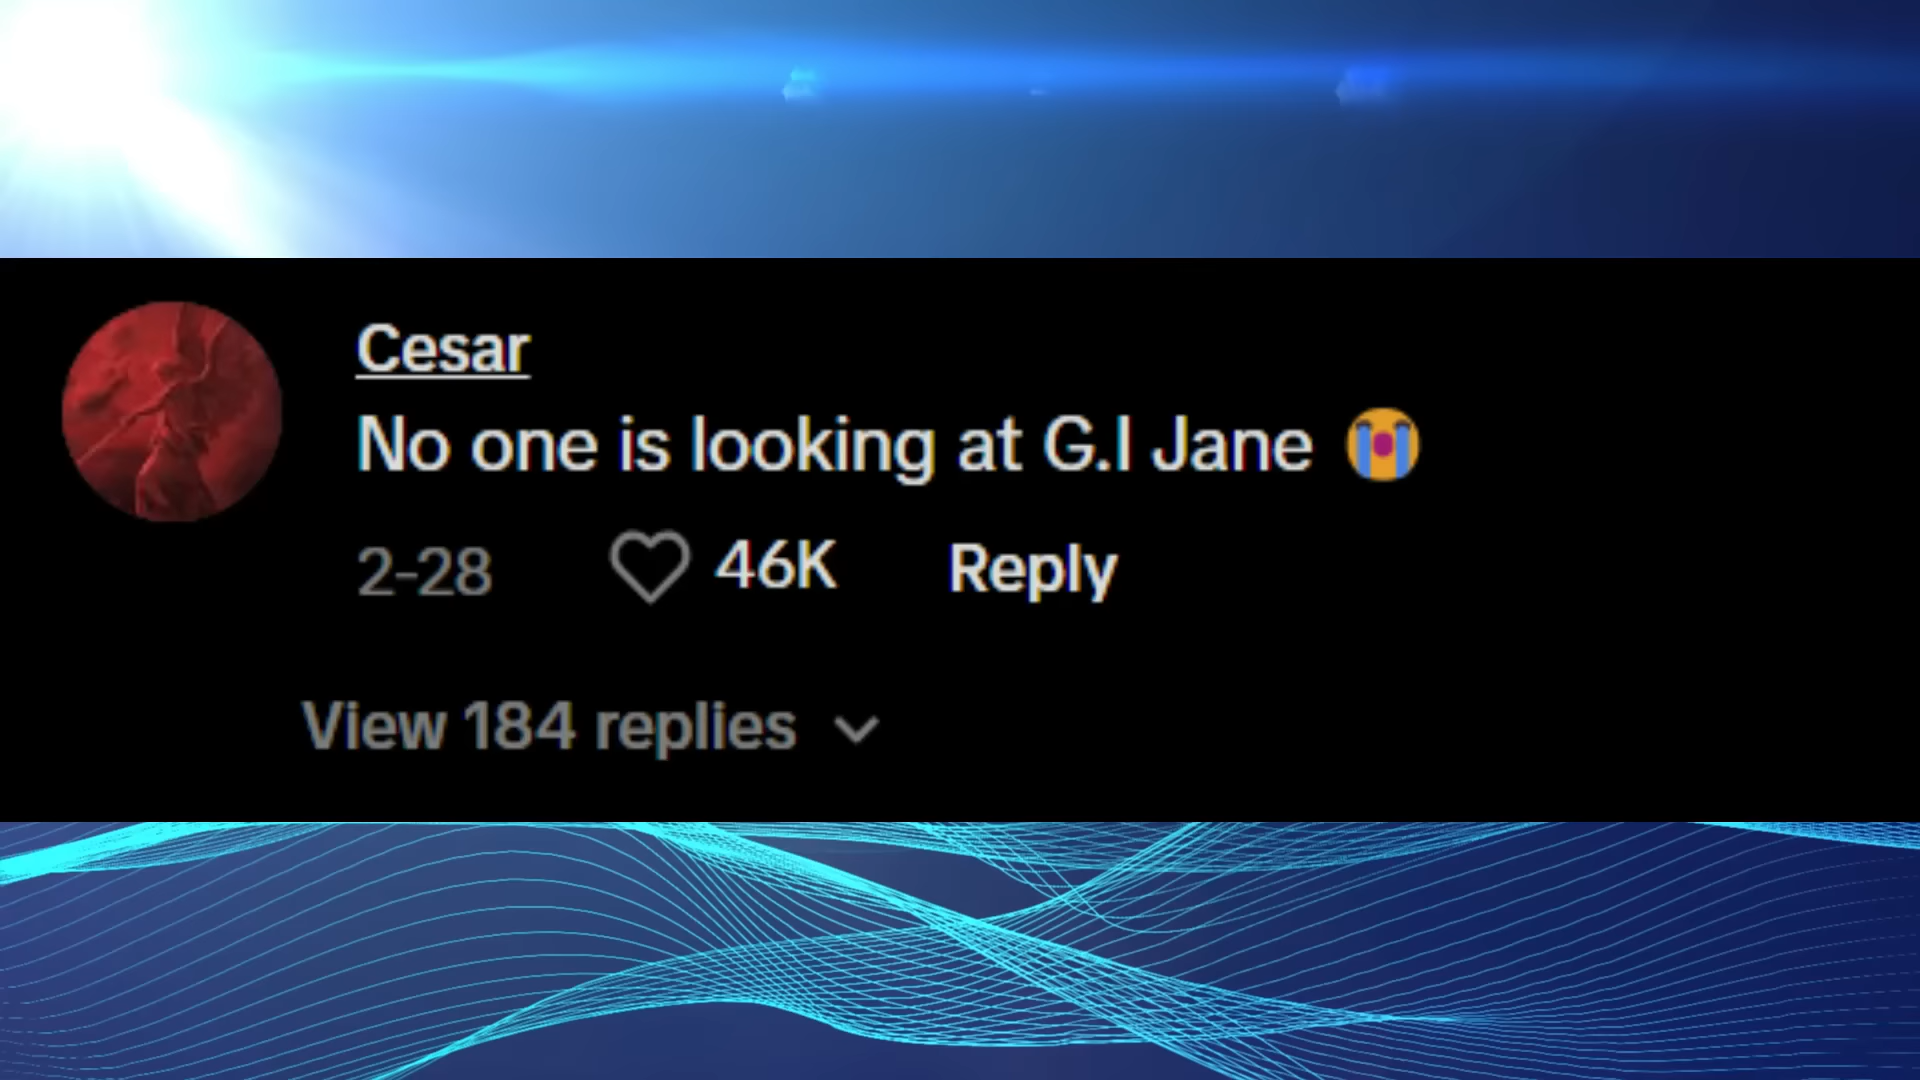 Cesar
No one is looking at G.I Jane 😭
2-28 46K Reply
View 184 replies